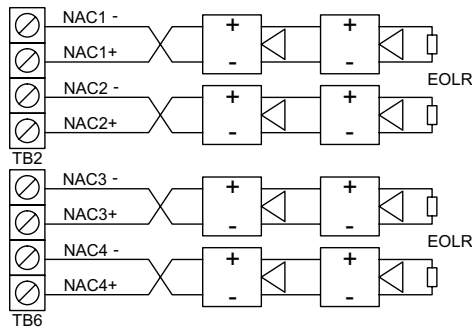 NAC1 -
+ +
NAC1+
- -
EOLR
NAC2 -
+ +
NAC2+
- -
TB2
NAC3 -
+ +
NAC3+
- -
EOLR
NAC4 -
+ +
NAC4+
- -
TB6